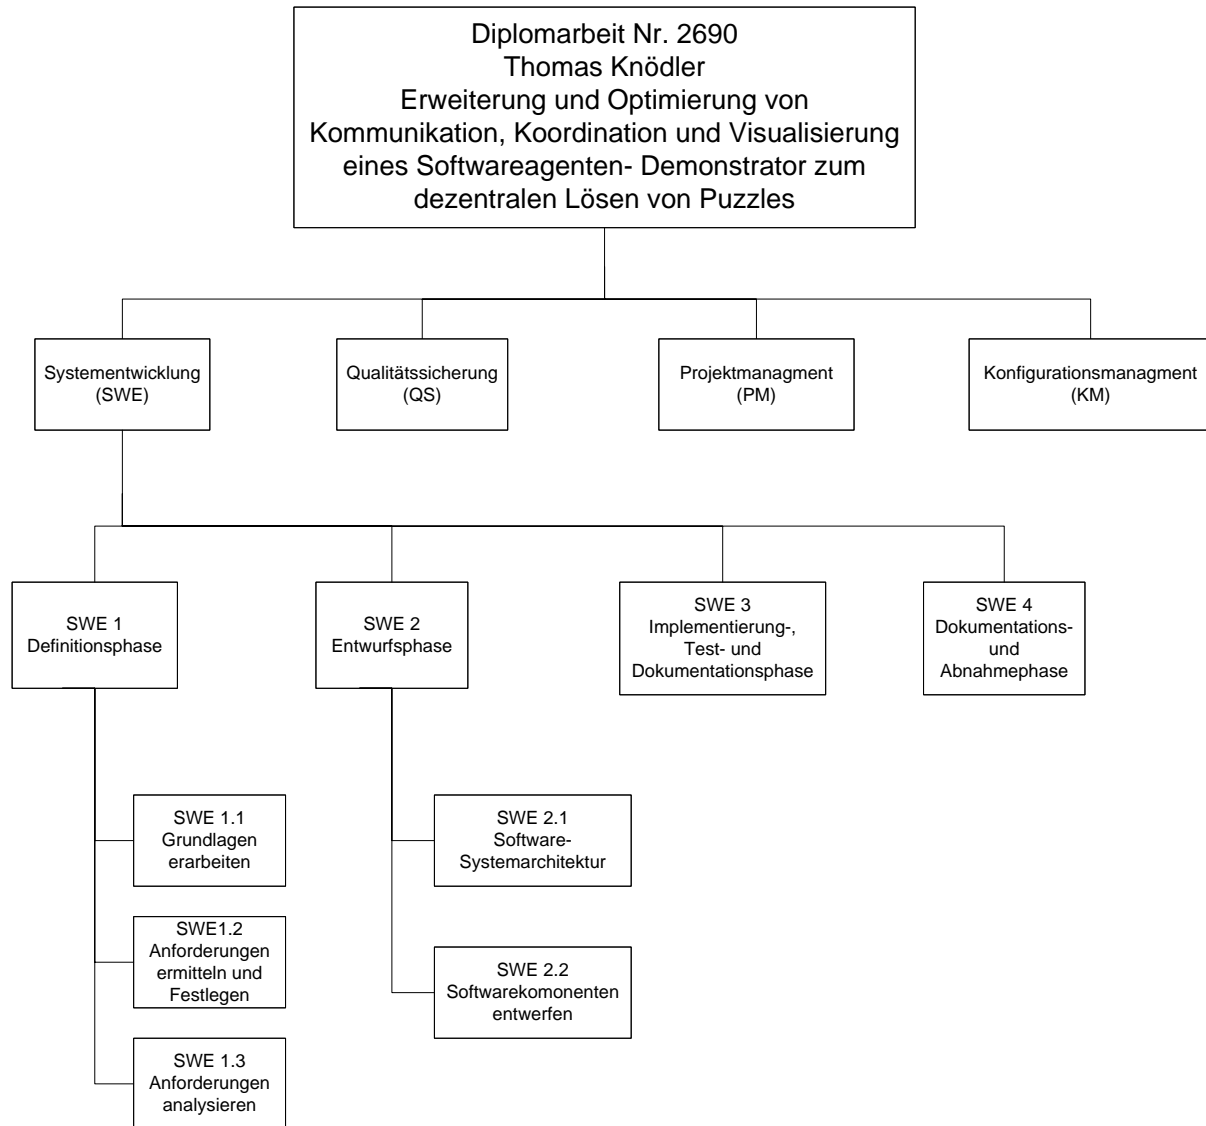 Diplomarbeit Nr. 2690
Thomas Knödler
Erweiterung und Optimierung von
Kommunikation, Koordination und Visualisierung
eines Softwareagenten- Demonstrator zum
dezentralen Lösen von Puzzles
Systementwicklung
(SWE)
Qualitätssicherung
(QS)
Projektmanagment
(PM)
Konfigurationsmanagment
(KM)
SWE 1
Definitionsphase
SWE 2
Entwurfsphase
SWE 3
Implementierung-,
Test- und
Dokumentationsphase
SWE 4
Dokumentations-
und
Abnahmephase
SWE 1.1
Grundlagen
erarbeiten
SWE 2.1
Software-
Systemarchitektur
SWE1.2
Anforderungen
ermitteln und
Festlegen
SWE 2.2
Softwarekomonenten
entwerfen
SWE 1.3
Anforderungen
analysieren